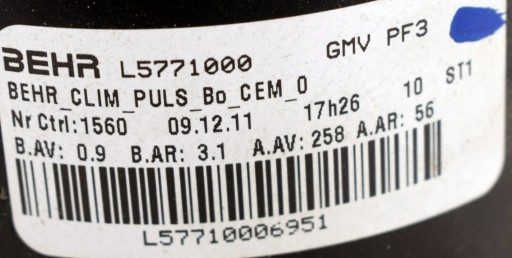 BEHR L5771000 GMV PF3
BEHR_CLIM_PULS_Bo_CEM_0
Nr Ctrl:1560 09.12.11 17h26 10 ST1
B.AV: 0.9 B.AR: 3.1 A.AV: 258 A.AR: 56
L57710006951